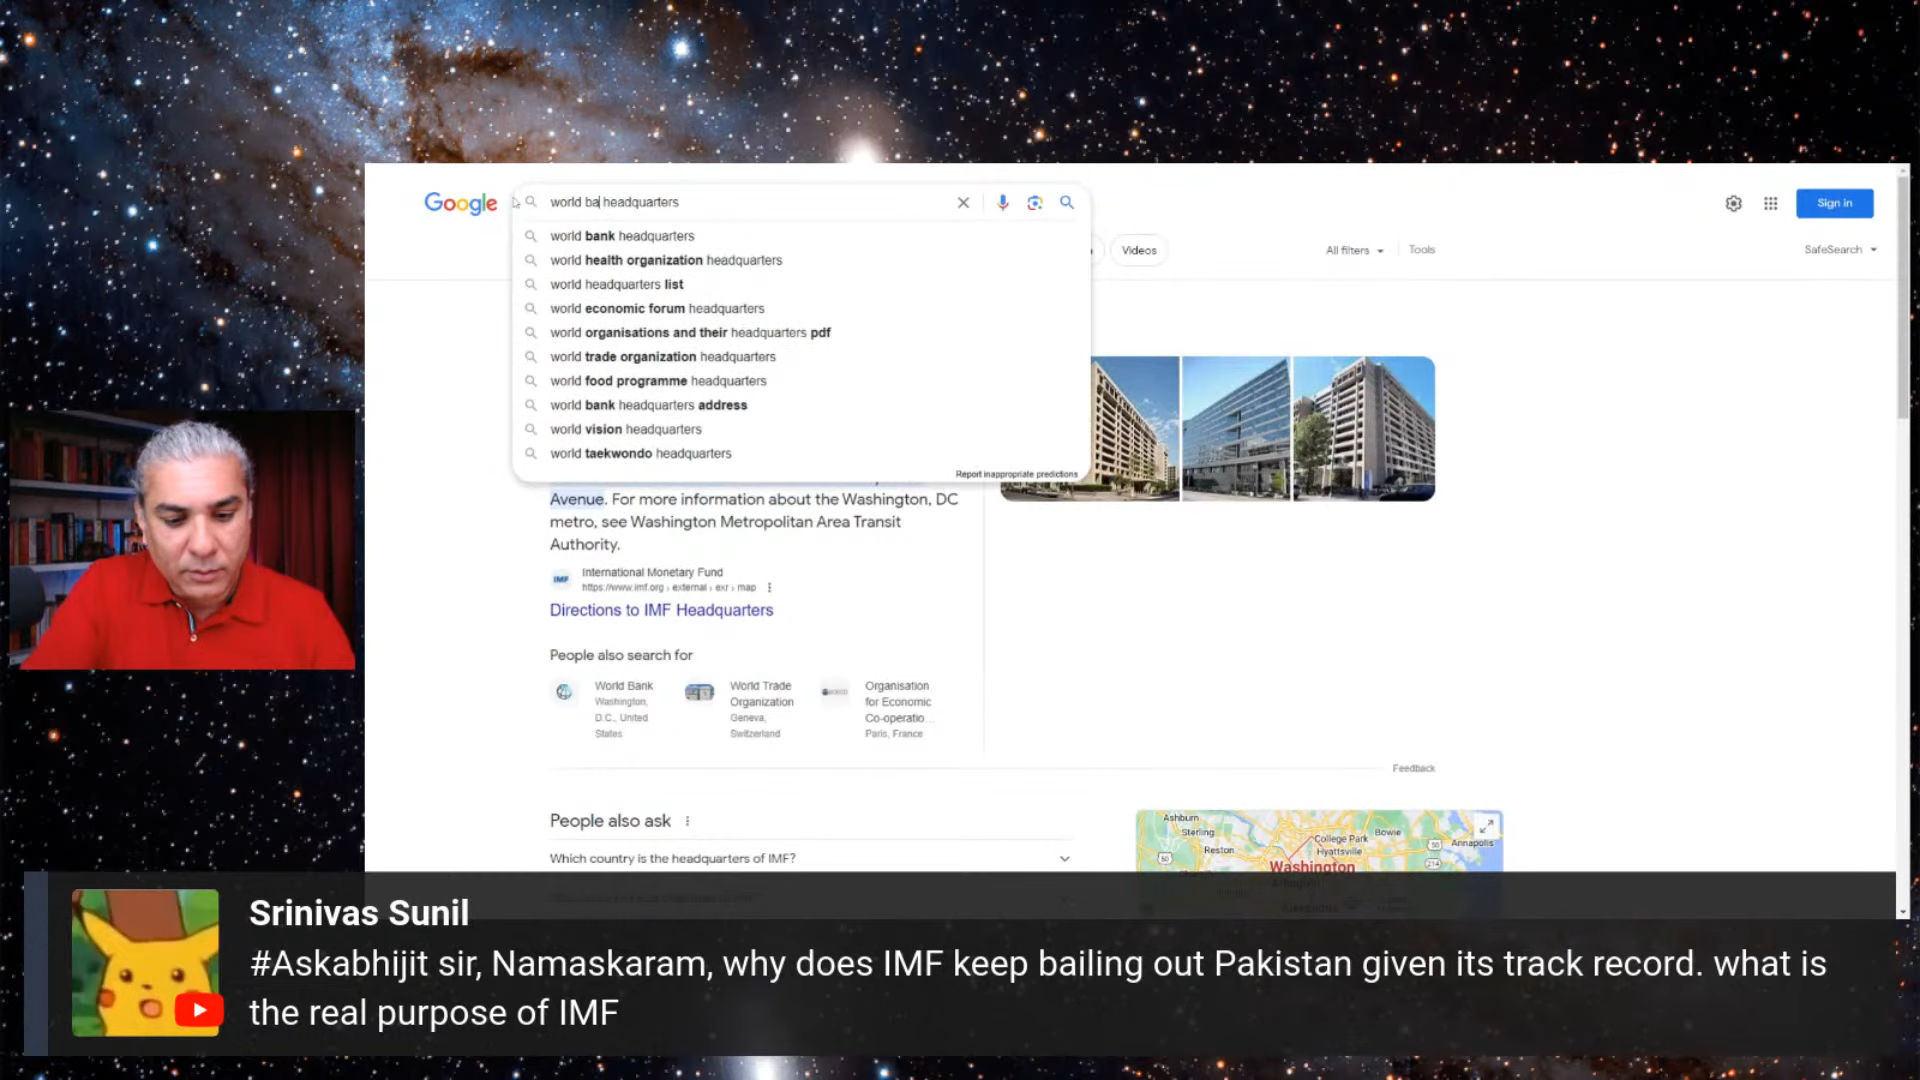 Google
world ba headquarters
Sign in
world bank headquarters
world health organization headquarters
world headquarters list
world economic forum headquarters
world organisations and their headquarters pdf
world trade organization headquarters
world food programme headquarters
world bank headquarters address
world vision headquarters
world taekwondo headquarters
Report inappropriate predictions
Videos
All filters
Tools
SafeSearch
Avenue. For more information about the Washington, DC
metro, see Washington Metropolitan Area Transit
Authority.
IMF
International Monetary Fund
https://www.imf.org › external › exr › map
Directions to IMF Headquarters
People also search for
World Bank
Washington,
D.C., United
States
World Trade
Organization
Geneva,
Switzerland
Organisation
for Economic
Co-operatio...
Paris, France
Feedback
People also ask
Which country is the headquarters of IMF?
Ashburn
Sterling
Reston
College Park
Hyattsville
Bowie
50
50
Annapolis
214
Washington
Srinivas Sunil
#Askabhijit sir, Namaskaram, why does IMF keep bailing out Pakistan given its track record. what is
the real purpose of IMF